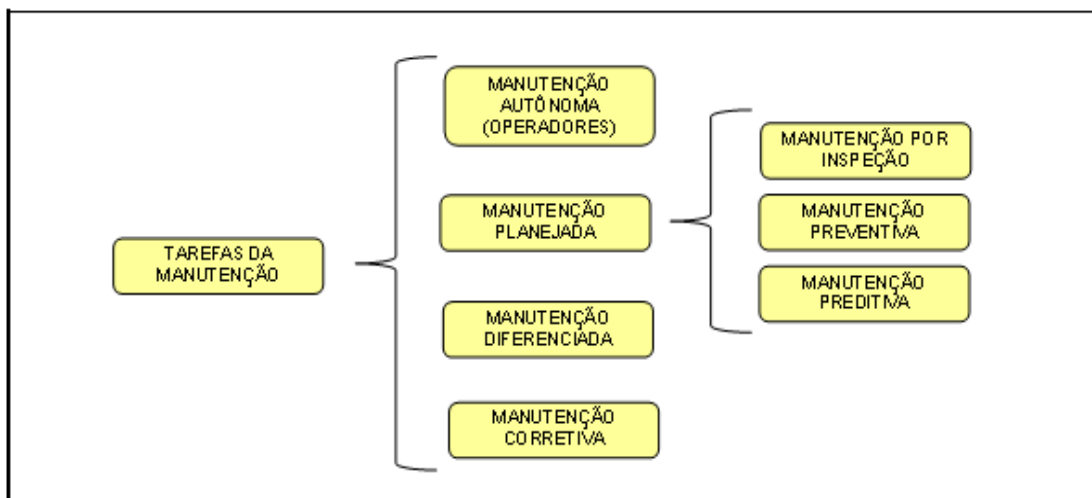 TAREFAS DA
MANUTENÇÃO
MANUTENÇÃO
AUTÔNOMA
(OPERADORES)
MANUTENÇÃO
PLANEJADA
MANUTENÇÃO
DIFERENCIADA
MANUTENÇÃO
CORRETIVA
MANUTENÇÃO POR
INSPEÇÃO
MANUTENÇÃO
PREVENTIVA
MANUTENÇÃO
PREDITIVA